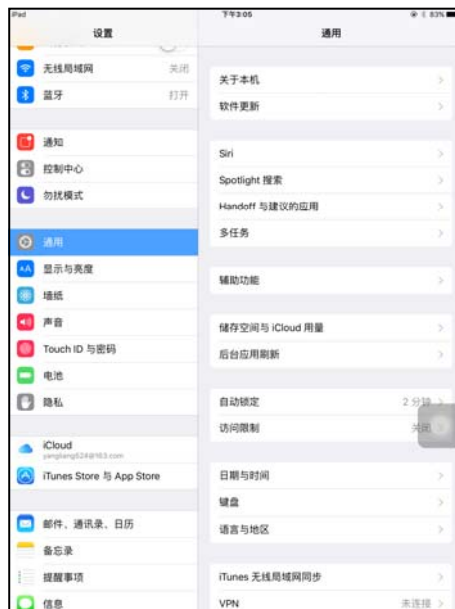 iPad
下午3:05
83%
设置
通用
无线局域网
关闭
蓝牙
打开
通知
控制中心
勿扰模式
通用
显示与亮度
墙纸
声音
Touch ID 与密码
电池
隐私
iCloud
yangliang524@163.com
iTunes Store 与 App Store
邮件、通讯录、日历
备忘录
提醒事项
信息
关于本机
软件更新
Siri
Spotlight 搜索
Handoff 与建议的应用
多任务
辅助功能
储存空间与 iCloud 用量
后台应用刷新
自动锁定
2 分钟
访问限制
关闭
日期与时间
键盘
语言与地区
iTunes 无线局域网同步
VPN
未连接